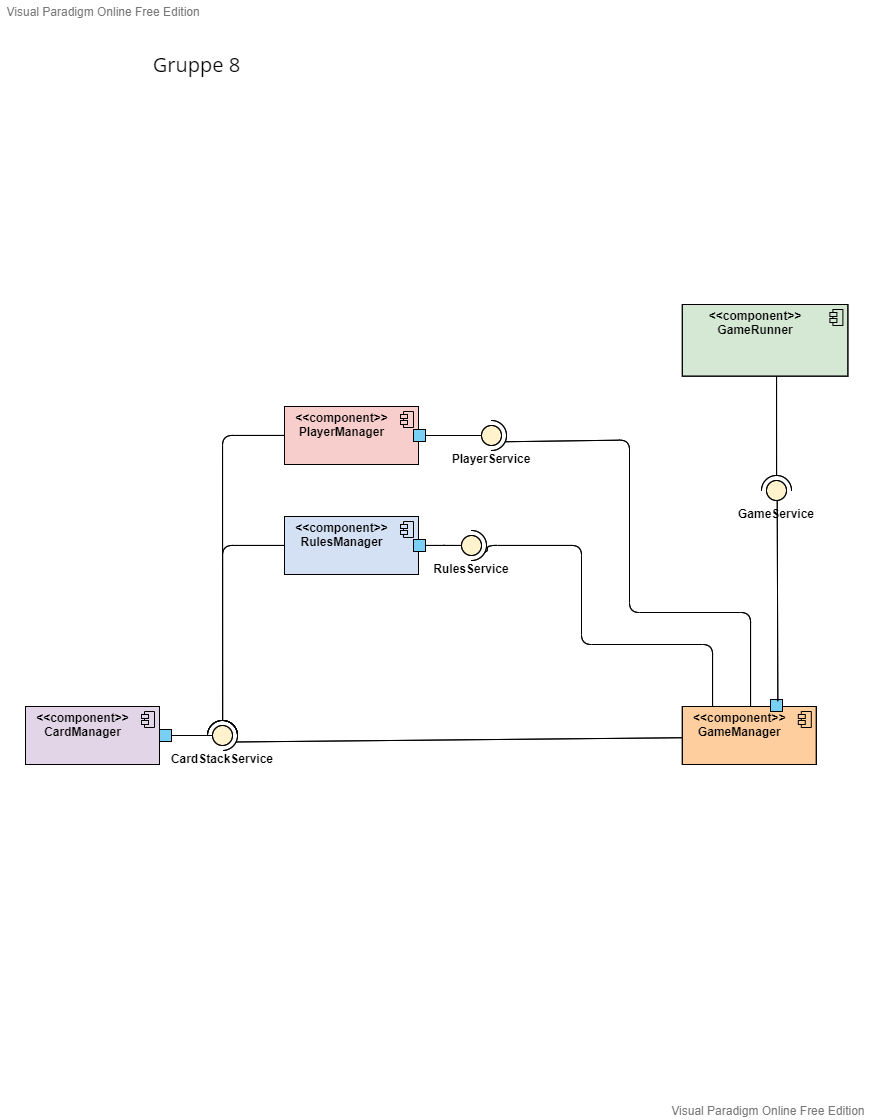 Visual Paradigm Online Free Edition
Gruppe 8
<<component>>
GameRunner
<<component>>
PlayerManager
PlayerService
GameService
<<component>>
RulesManager
RulesService
<<component>>
CardManager
CardStackService
<<component>>
GameManager
Visual Paradigm Online Free Edition